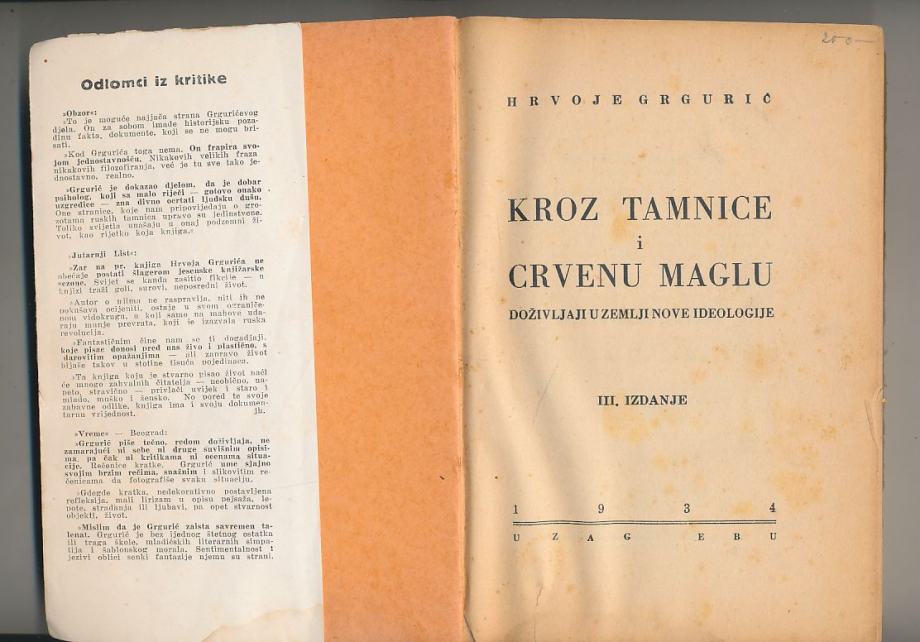 Odlomci iz kritike
»Obzor«:
»To je moguće najjača strana Grgurićevog
djela. On za sobom imade historijsku poza-
dinu fakta, dokumente, koji se ne mogu bri-
sati.
»Kod Grgurića toga nema. On frapira svo-
jom jednostavnošću. Nikakovih velikih fraza
nikakovih filozofiranja, već je tu sve tako je-
dnostavno, realno.
»Grgurić je dokazao djelom, da je dobar
psiholog, koji sa malo riječi — gotovo onako
uzgredice — zna divno ocrtati ljudsku dušu.
One stranice, koje nam pripovijedaju o gro-
zotama ruskih tamnica upravo su jedinstvene.
Toliko svijetla unašaju u onaj podzemni ži-
vot, kao rijetko koja knjiga.«
»Jutarnji List«:
»Zar na pr. knjiga Hrvoja Grgurića ne
obećaje postati šlagerom jesenske knjižarske
sezone. Svijet se kanda zasitio fikcije — u
knjizi traži goli, surovi, neposredni život.
»Autor o nilma ne raspravlja, niti ih ne
pokušava ocijeniti, ostaje u svom ograniče-
nom vidokrugu, u koji samo na mahove uda-
raju munje prevrata, koji je izazvala ruska
revolucija.
»Fantastičnim čine nam se ti događaji,
koje pisac donosi pred nas živo i plastično, s
darovitim opažanjima — ali zapravo život
bijaše takov u stotine tisuća pojedinaca.
»Ta knjiga koju je stvarno pisao život naći
će mnogo zahvalnih čitatelja — neobično, na-
peto, stravično — privlači uvijek i staro i
mlado, muško i žensko. No pored te svoje
zabavne odlike, knjiga ima i svoju dokumen-
tarnu vrijednost. jh.
»Vreme« — Beograd:
»Grgurić piše tečno, redom doživljaja, ne
zamarajući ni sebe ni druge suvišnim opisi-
ma, pa čak ni kritikama ni ocenama situa-
cije. Rečenice kratke. Grgurić ume sjajno
svojim brzim rečima, snažnim i slikovitim re-
čenicama da fotografiše svaku situaciju.
»Gdegde kratka, nedekorativno postavljena
refleksija, mali lirizam u opisu pejsaža, le-
pote, stradanja ili ljubavi, pa opet stvarnost
objekti, život.
»Mislim da je Grgurić zaista savremen ta-
lenat. Grgurić je bez ijednog štetnog ostatka
ili traga škole, mladićkih literarnih simpa-
tija i šablonskog morala. Sentimentalnost i
jezivi oblici senki fantazije njemu su strani.
200—
HRVOJE GRGURIĆ
KROZ TAMNICE
i
CRVENU MAGLU
DOŽIVLJAJI U ZEMLJI NOVE IDEOLOGIJE
III. IZDANJE
1 9 3 4
U ZAGREBU